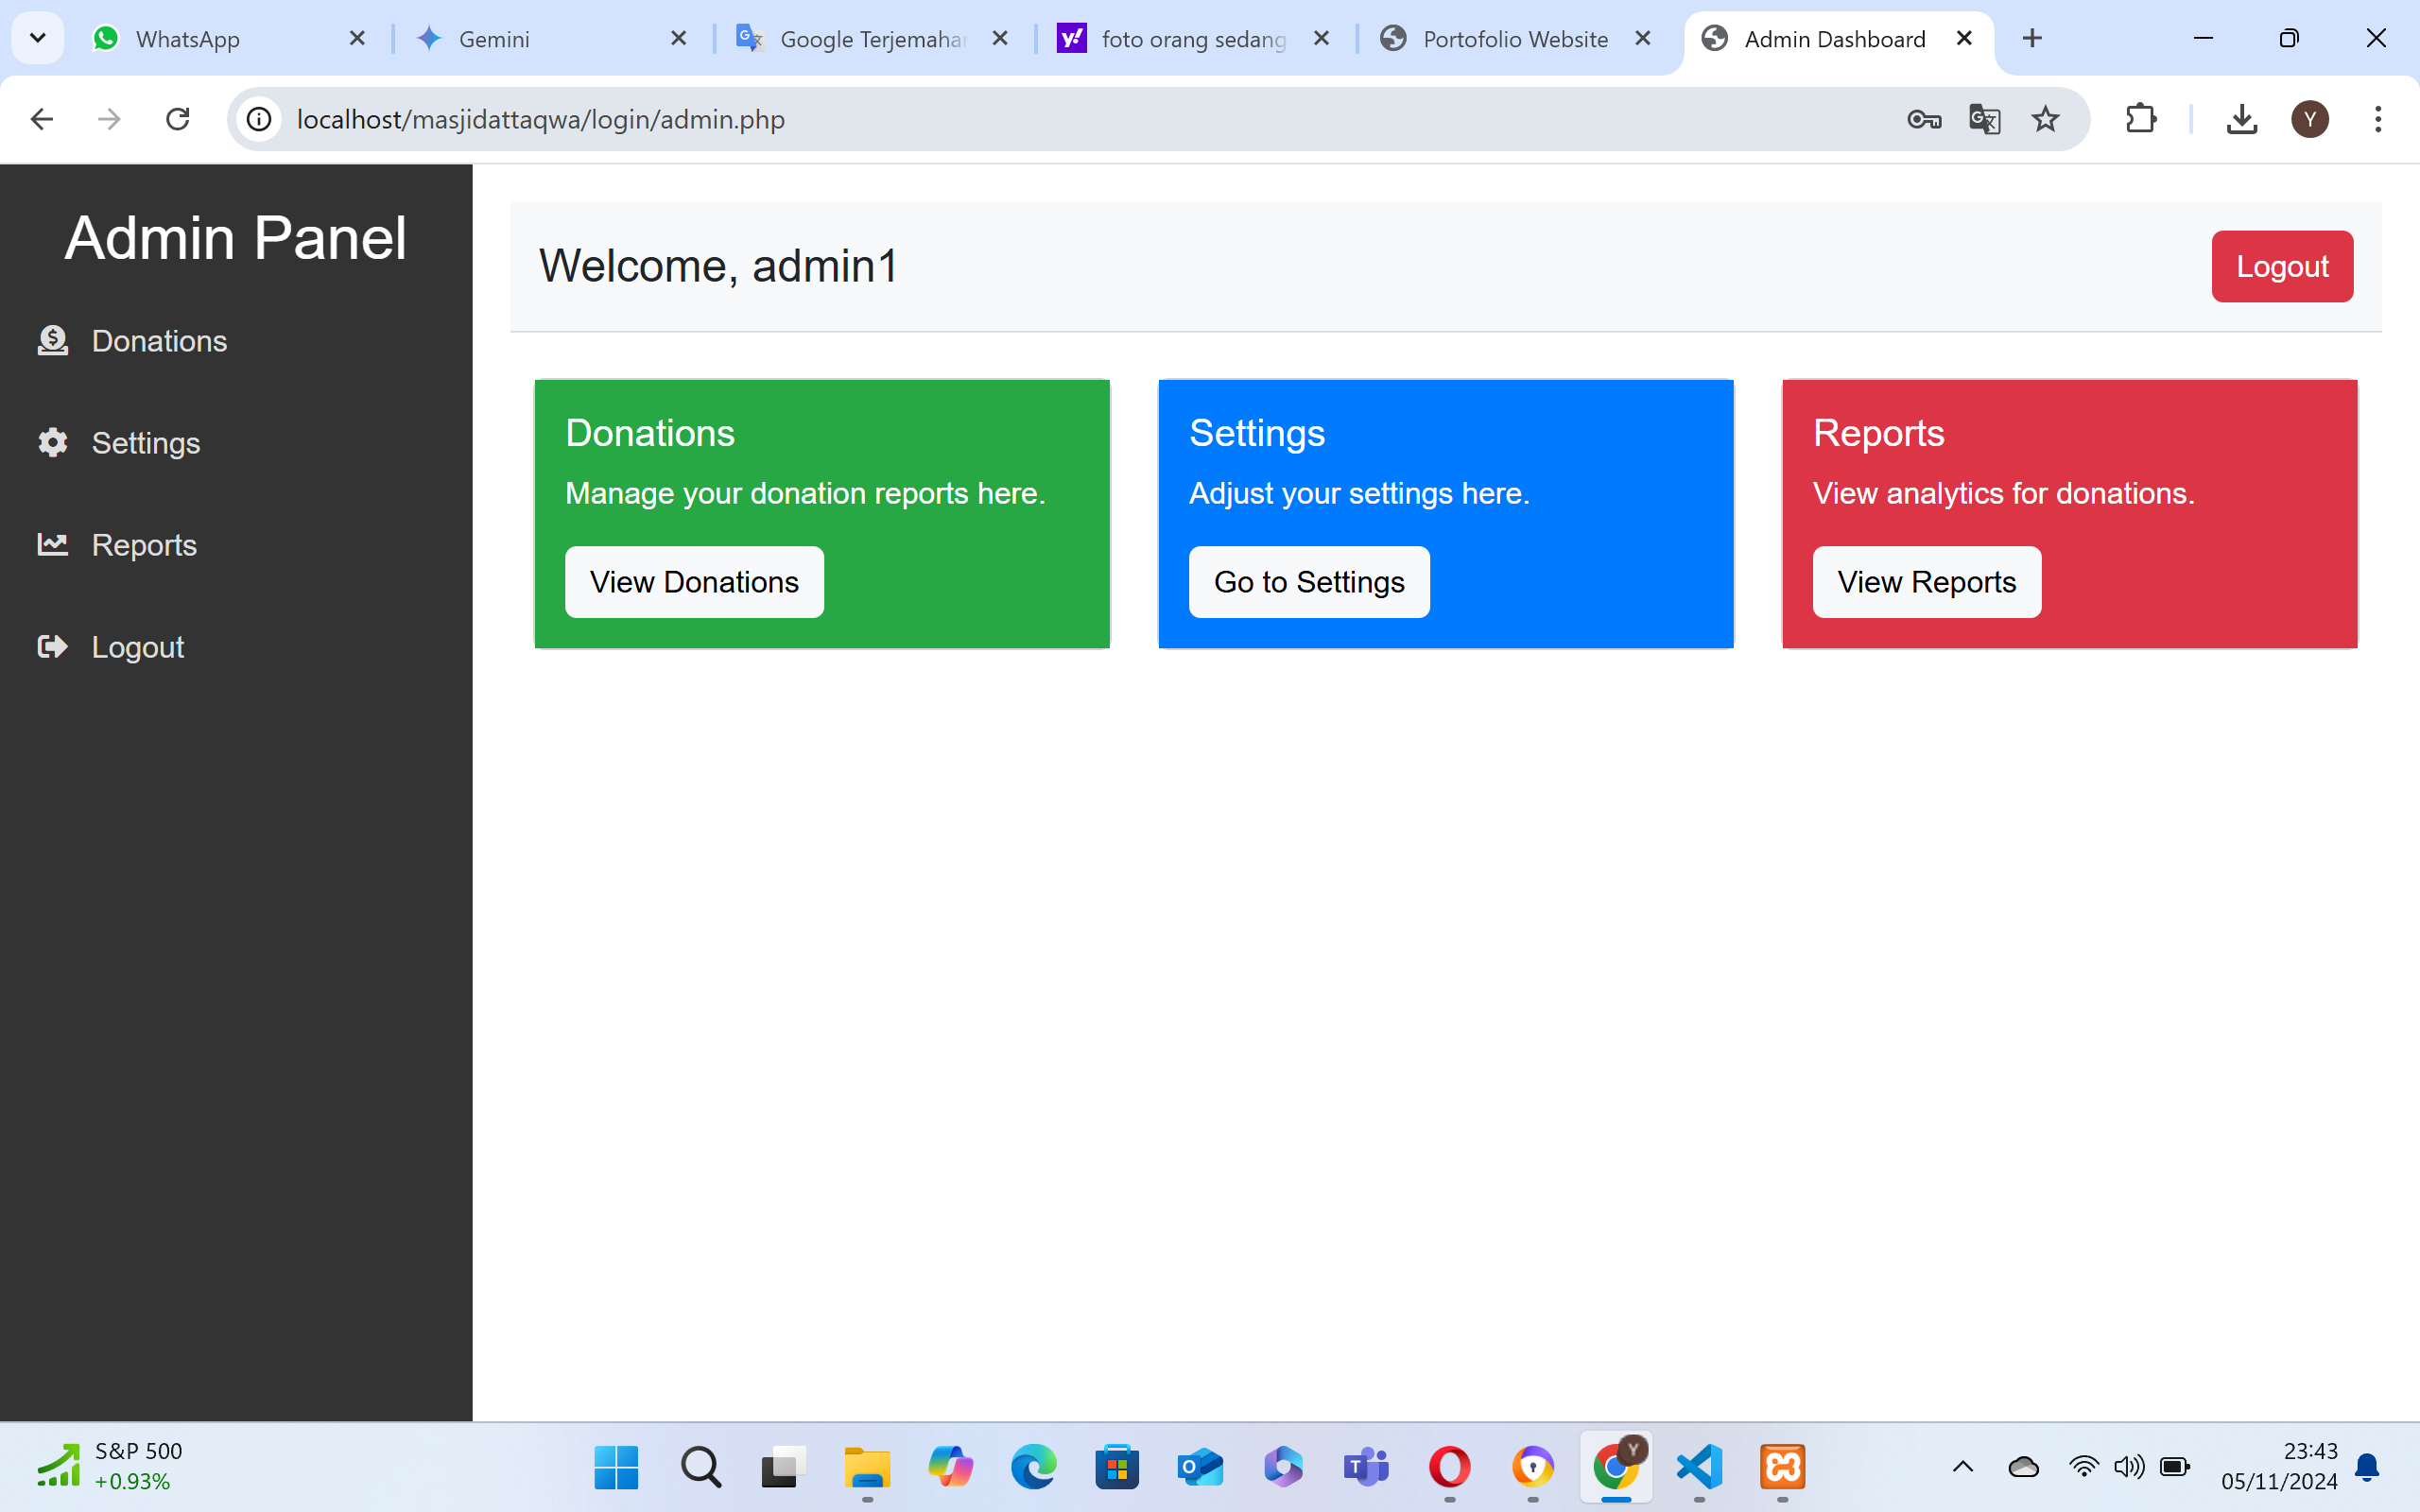 WhatsApp
Gemini
Google Terjemahan
foto orang sedang
Portofolio Website
Admin Dashboard
localhost/masjidattaqwa/login/admin.php
Y
Admin Panel
Donations
Settings
Reports
Logout
Welcome, admin1
Logout
Donations
Manage your donation reports here.
View Donations
Settings
Adjust your settings here.
Go to Settings
Reports
View analytics for donations.
View Reports
S&P 500
+0.93%
Y
23:43
05/11/2024